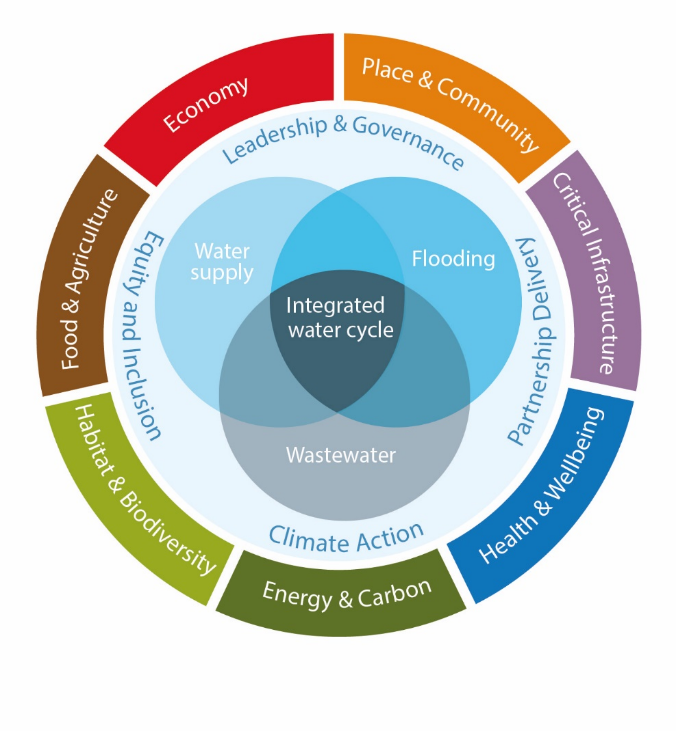 Economy
Place & Community
Critical Infrastructure
Health & Wellbeing
Energy & Carbon
Habitat & Biodiversity
Food & Agriculture
Leadership & Governance
Partnership Delivery
Climate Action
Equity and Inclusion
Water
supply
Flooding
Integrated
water cycle
Wastewater